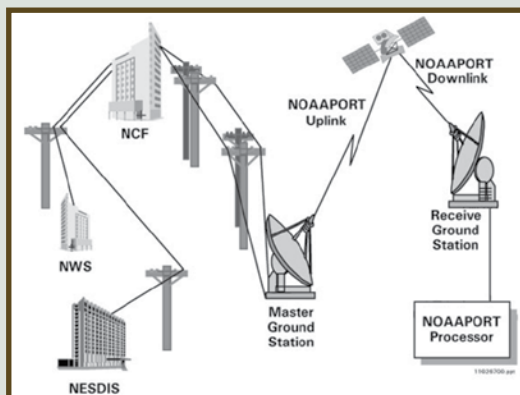 NCF
NOAAPORT
Downlink
NOAAPORT
Uplink
NWS
Receive
Ground
Station
Master
Ground
Station
NOAAPORT
Processor
NESDIS